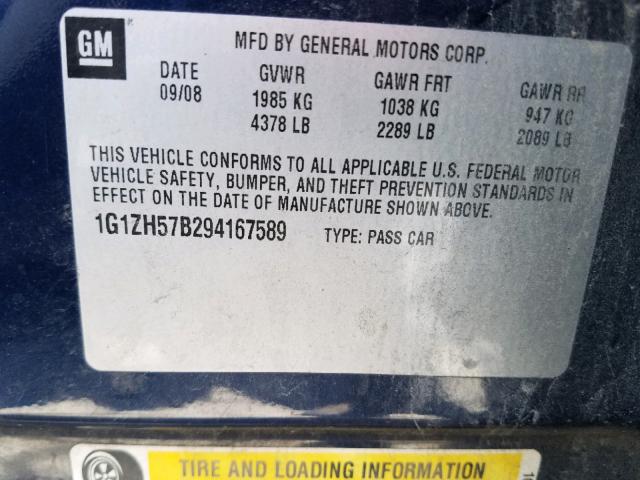 GM
MFD BY GENERAL MOTORS CORP.
DATE GVWR GAWR FRT GAWR RR
09/08 1985 KG 1038 KG 947 KG
4378 LB 2289 LB 2089 LB
THIS VEHICLE CONFORMS TO ALL APPLICABLE U.S. FEDERAL MOTOR
VEHICLE SAFETY, BUMPER, AND THEFT PREVENTION STANDARDS IN
EFFECT ON THE DATE OF MANUFACTURE SHOWN ABOVE.
1G1ZH57B294167589 TYPE: PASS CAR
TIRE AND LOADING INFORMATION